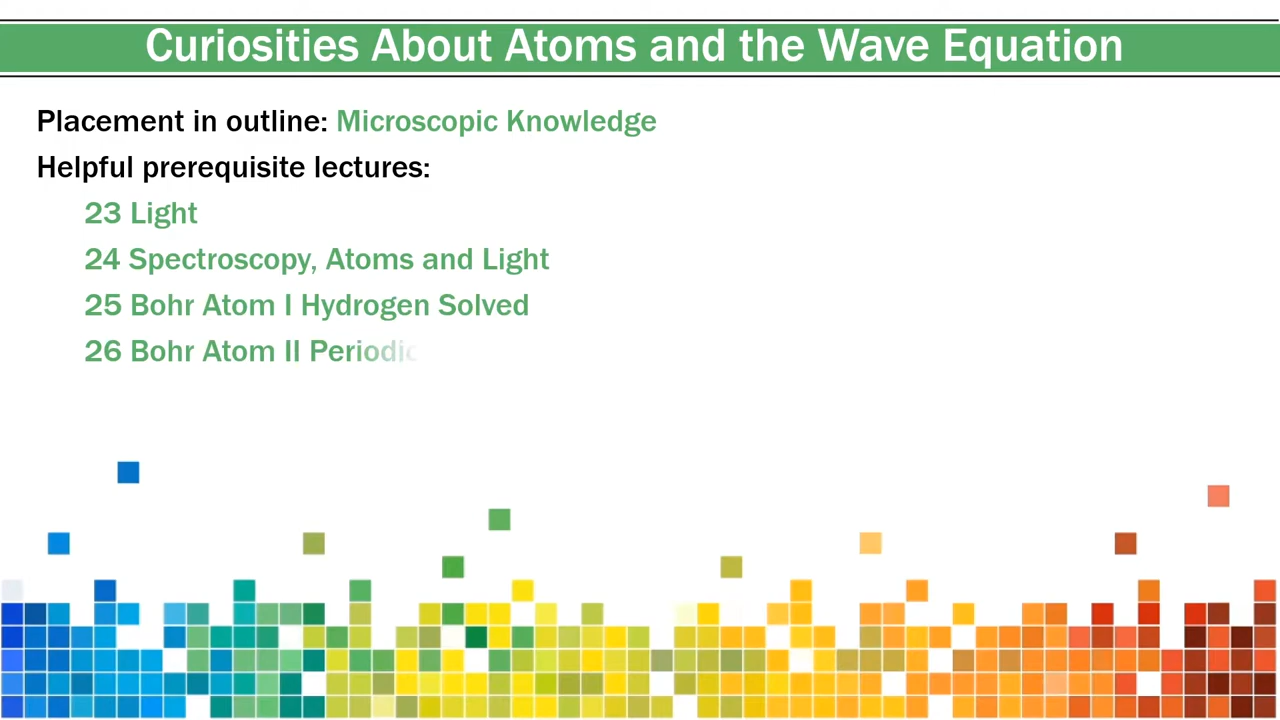 Curiosities About Atoms and the Wave Equation
Placement in outline: Microscopic Knowledge
Helpful prerequisite lectures:
23 Light
24 Spectroscopy, Atoms and Light
25 Bohr Atom I Hydrogen Solved
26 Bohr Atom II Periodic